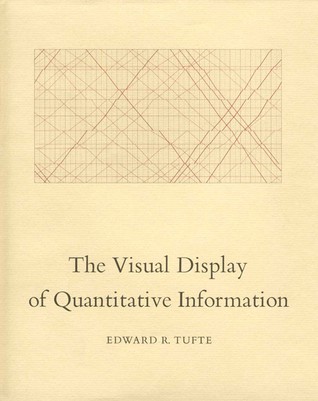 The Visual Display
of Quantitative Information
EDWARD R. TUFTE